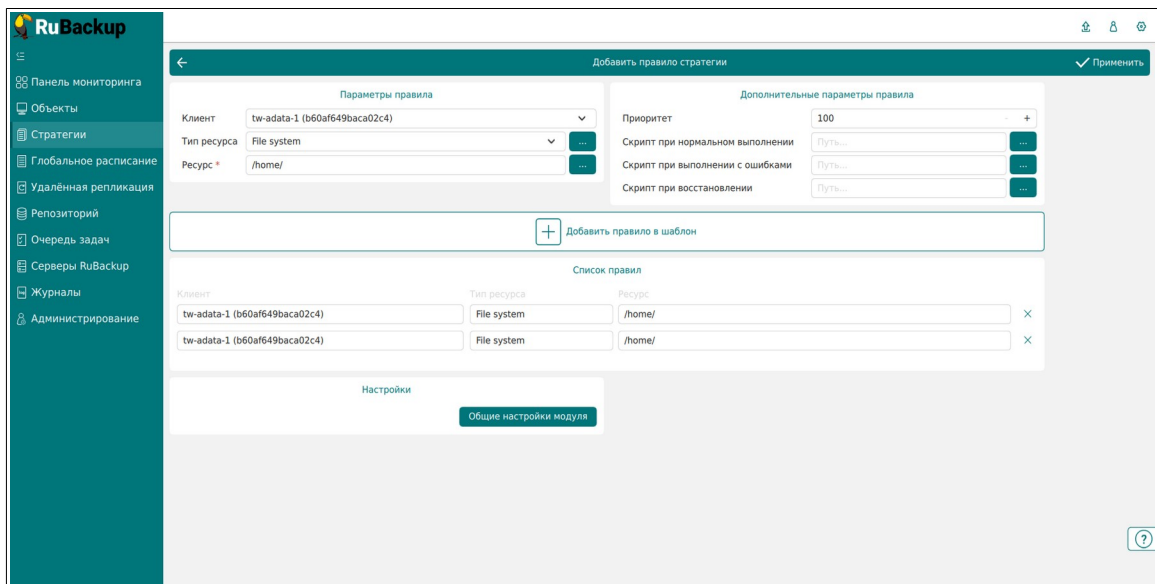 RuBackup
Панель мониторинга
Объекты
Стратегии
Глобальное расписание
Удалённая репликация
Репозиторий
Очередь задач
Серверы RuBackup
Журналы
Администрирование
Добавить правило стратегии
Применить
Параметры правила
Клиент tw-adata-1 (b60af649baca02c4)
Тип ресурса File system ...
Ресурс * /home/ ...
Дополнительные параметры правила
Приоритет 100 - +
Скрипт при нормальном выполнении Путь... ...
Скрипт при выполнении с ошибками Путь... ...
Скрипт при восстановлении Путь... ...
Добавить правило в шаблон
Список правил
Клиент Тип ресурса Ресурс
tw-adata-1 (b60af649baca02c4) File system /home/
tw-adata-1 (b60af649baca02c4) File system /home/
Настройки
Общие настройки модуля
?